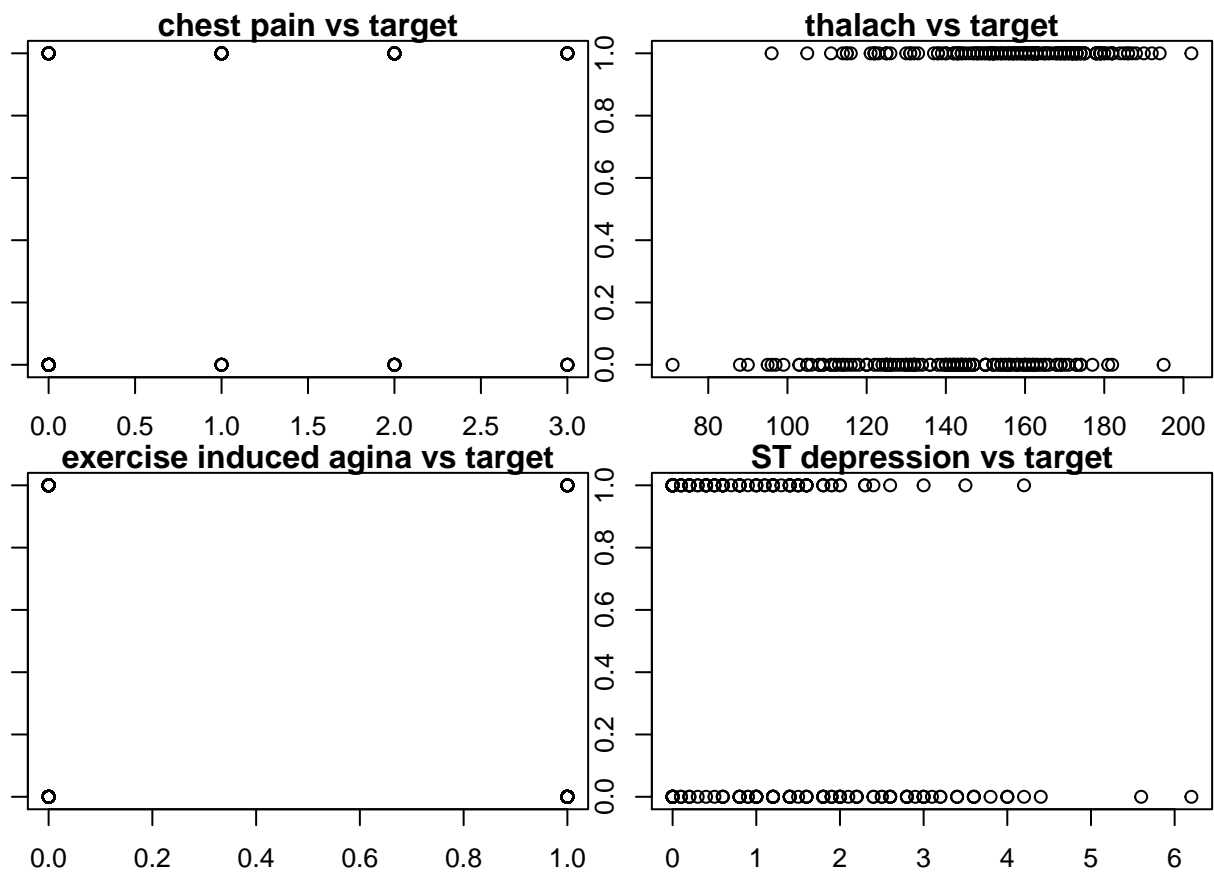 chest pain vs target
thalach vs target
0.0 0.2 0.4 0.6 0.8 1.0
0.0 0.5 1.0 1.5 2.0 2.5 3.0
80 100 120 140 160 180 200
exercise induced agina vs target
ST depression vs target
0.0 0.2 0.4 0.6 0.8 1.0
0.0 0.2 0.4 0.6 0.8 1.0
0 1 2 3 4 5 6